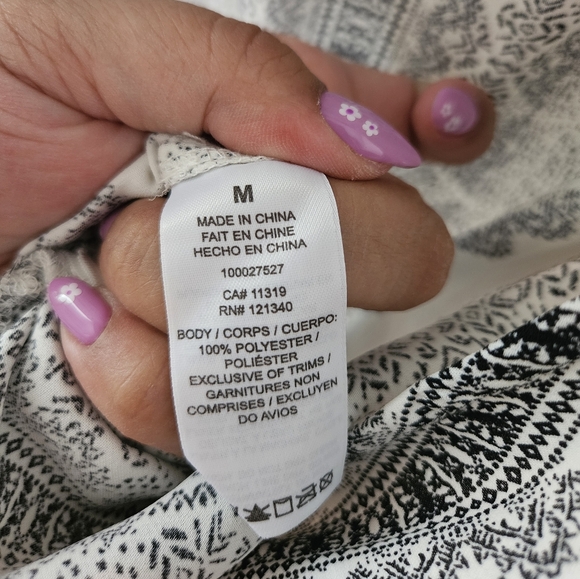 M
MADE IN CHINA
FAIT EN CHINE
HECHO EN CHINA
100027527
CA# 11319
RN# 121340
BODY / CORPS / CUERPO:
100% POLYESTER /
POLIÉSTER
EXCLUSIVE OF TRIMS /
GARNITURES NON
COMPRISES / EXCLUYEN
DO AVIOS